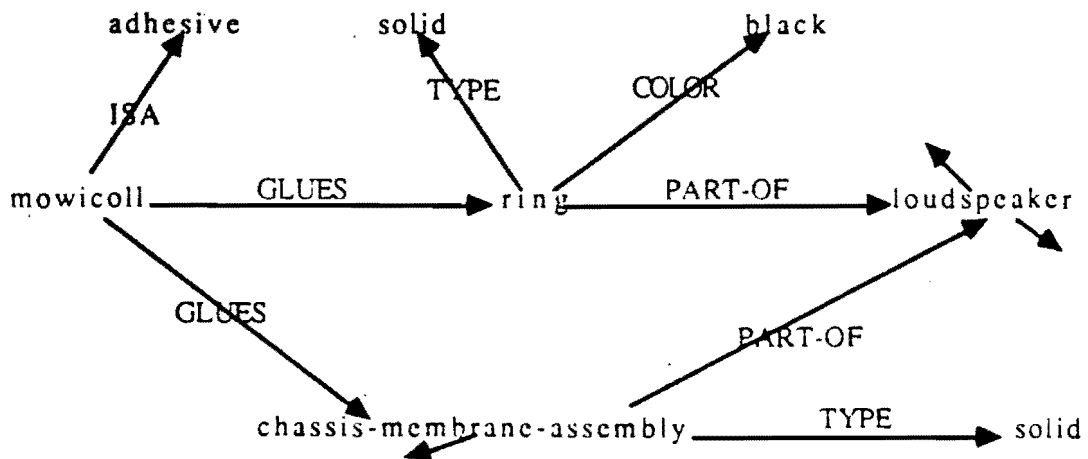 adhesive solid black
TYPE COLOR
ISA
mowicoll GLUES ring PART-OF loudspeaker
GLUES
PART-OF
chassis-membrane-assembly TYPE solid